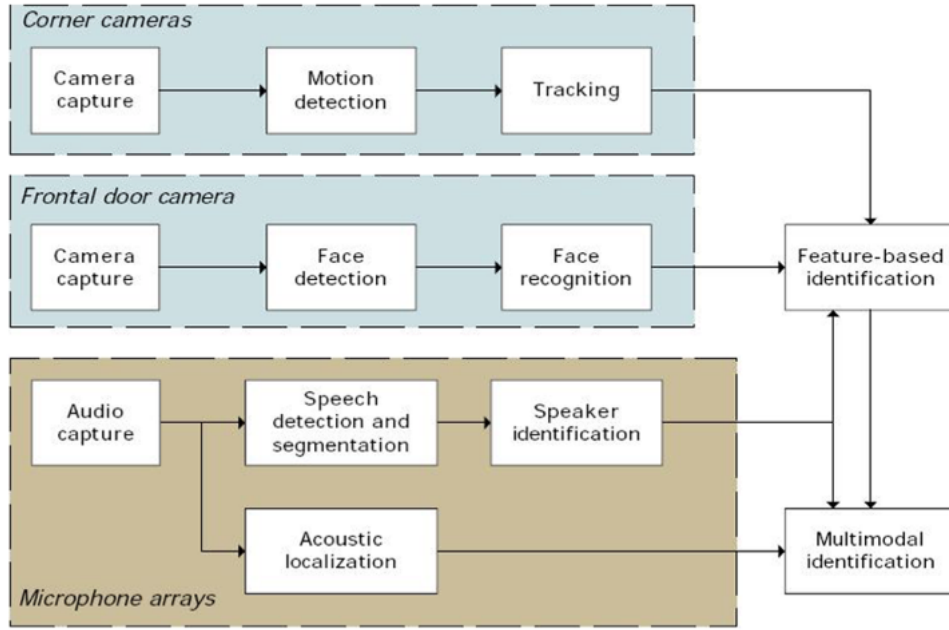 Corner cameras
Camera
capture
Motion
detection
Tracking
Frontal door camera
Camera
capture
Face
detection
Face
recognition
Feature-based
identification
Audio
capture
Speech
detection and
segmentation
Speaker
identification
Acoustic
localization
Multimodal
identification
Microphone arrays